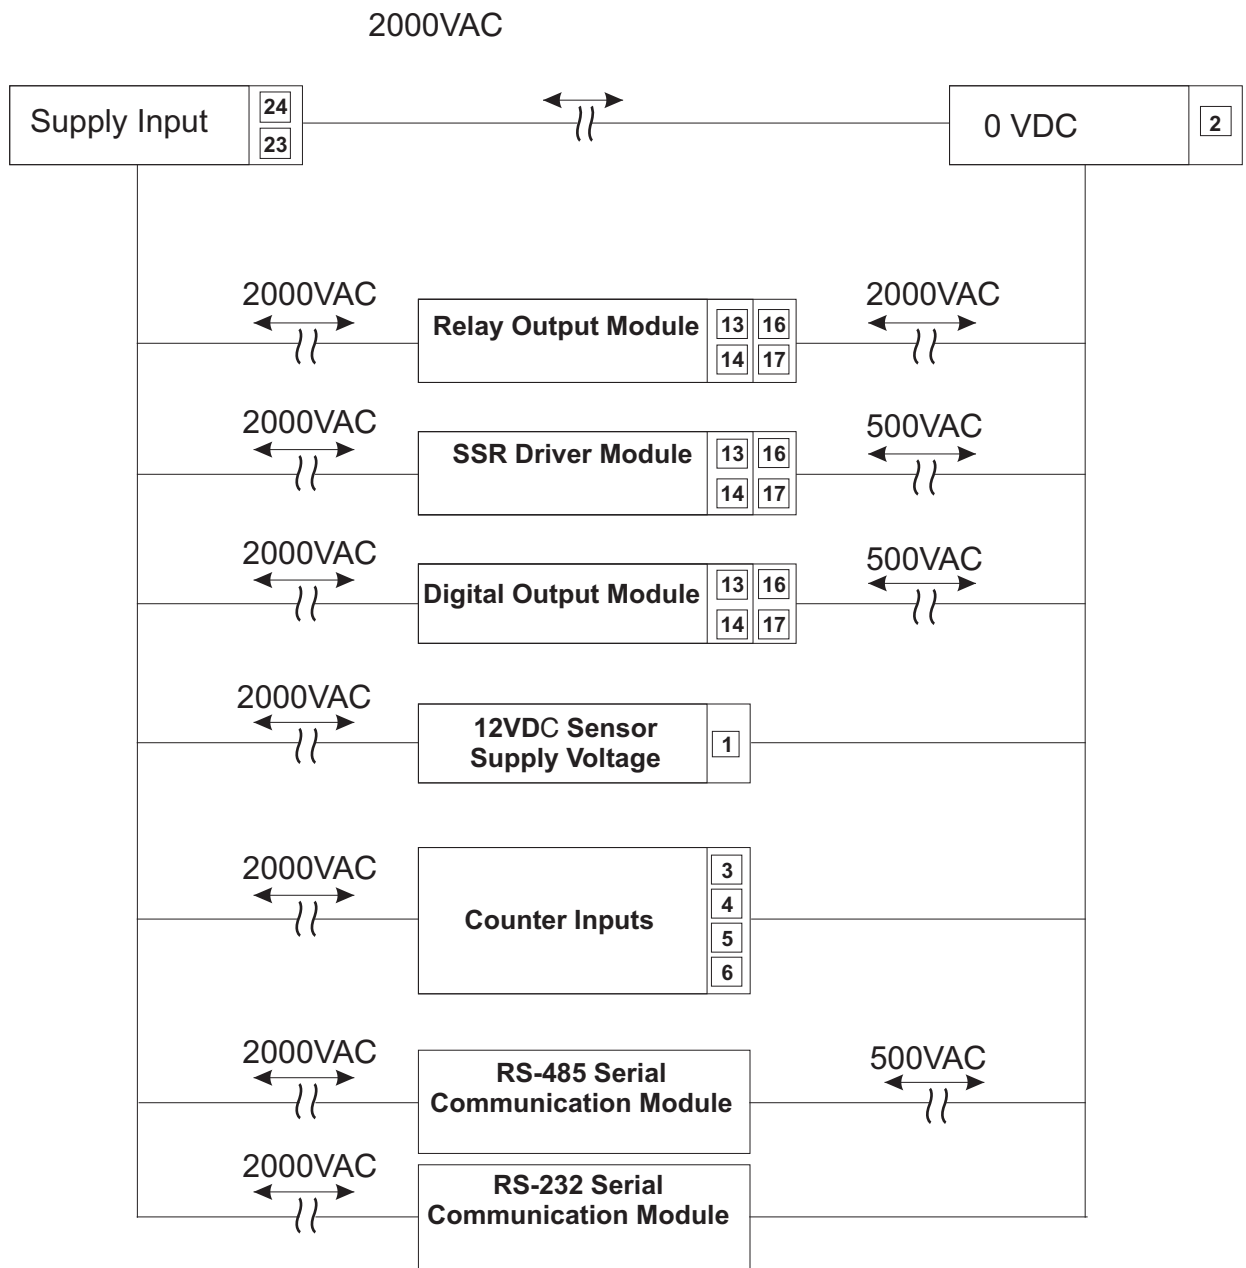 2000VAC
Supply Input
24
23
0 VDC
2
2000VAC
Relay Output Module
13 16
14 17
2000VAC
2000VAC
SSR Driver Module
13 16
14 17
500VAC
2000VAC
Digital Output Module
13 16
14 17
500VAC
2000VAC
12VDC Sensor
Supply Voltage
1
2000VAC
Counter Inputs
3
4
5
6
2000VAC
RS-485 Serial
Communication Module
500VAC
2000VAC
RS-232 Serial
Communication Module